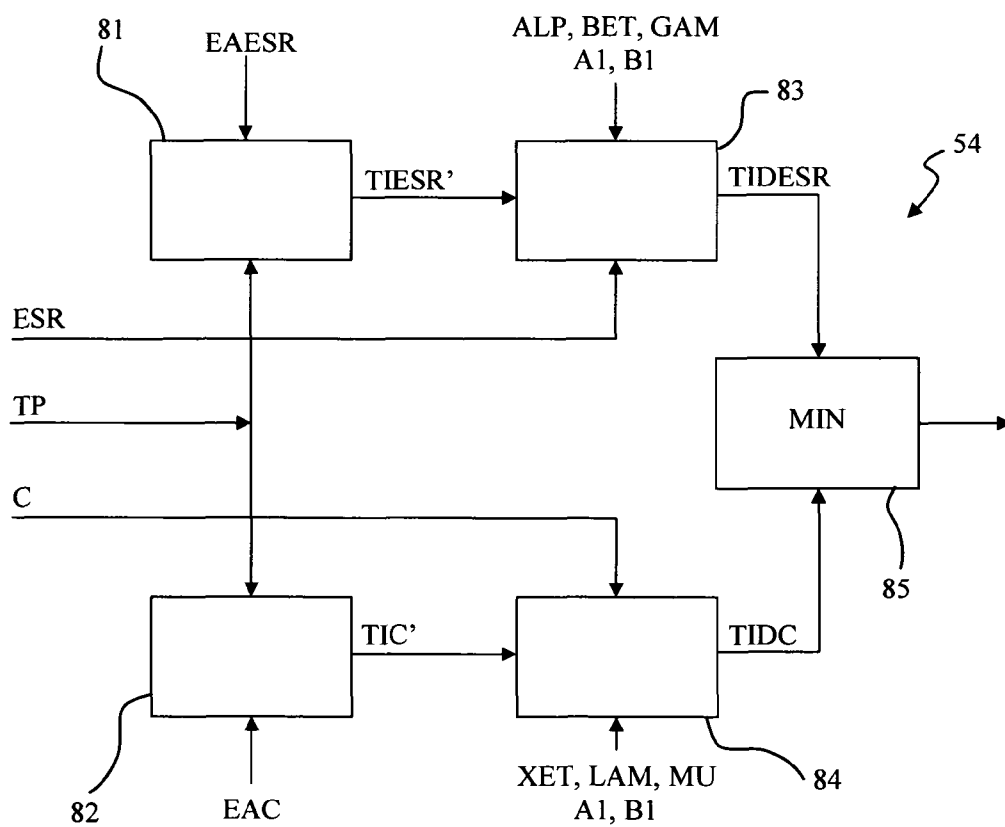 81
EAESR
ALP, BET, GAM
A1, B1
83
54
TIESR’
TIDESR
ESR
TP
MIN
C
85
TIC’
TIDC
82
EAC
XET, LAM, MU
A1, B1
84